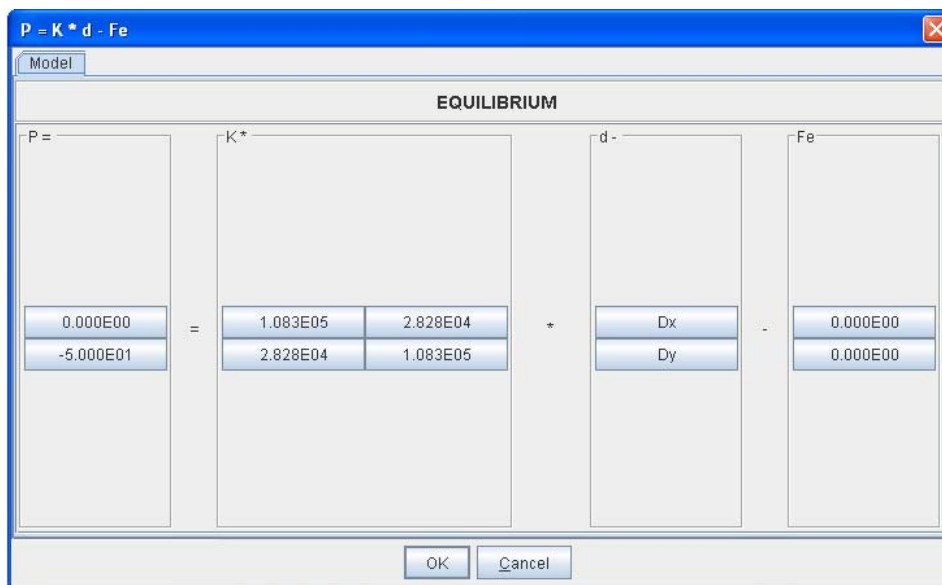 P = K * d - Fe
Model
EQUILIBRIUM
P = K * d - Fe
0.000E00 = 1.083E05 2.828E04 * Dx - 0.000E00
-5.000E01 2.828E04 1.083E05 Dy 0.000E00
OK Cancel